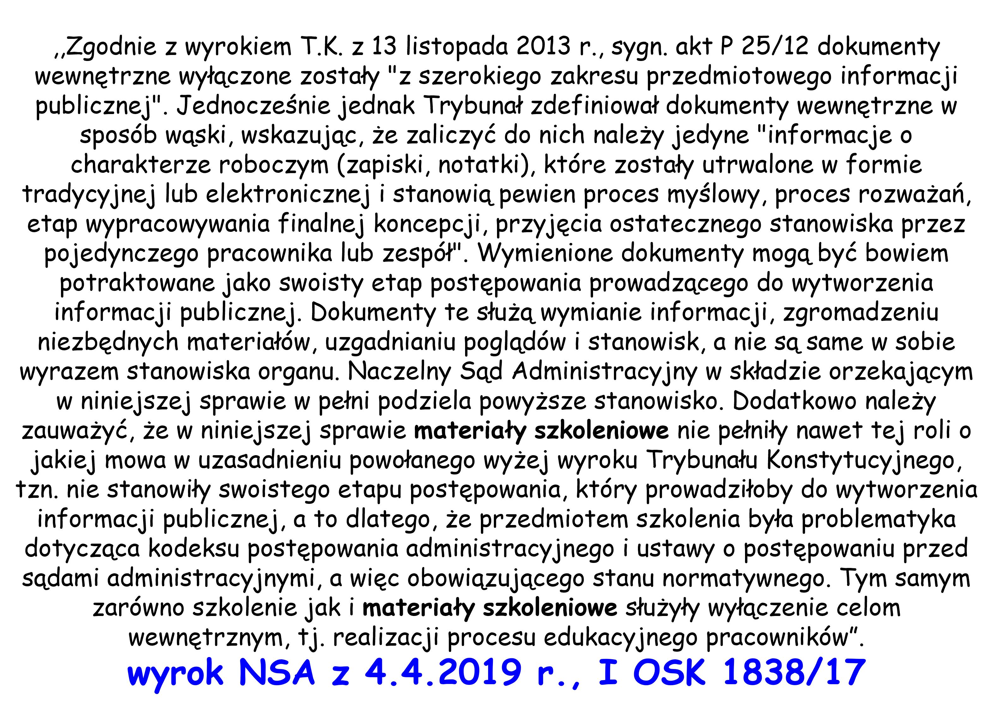 ,,Zgodnie z wyrokiem T.K. z 13 listopada 2013 r., sygn. akt P 25/12 dokumenty
wewnętrzne wyłączone zostały "z szerokiego zakresu przedmiotowego informacji
publicznej". Jednocześnie jednak Trybunał zdefiniował dokumenty wewnętrzne w
sposób wąski, wskazując, że zaliczyć do nich należy jedyne "informacje o
charakterze roboczym (zapiski, notatki), które zostały utrwalone w formie
tradycyjnej lub elektronicznej i stanowią pewien proces myślowy, proces rozważań,
etap wypracowywania finalnej koncepcji, przyjęcia ostatecznego stanowiska przez
pojedynczego pracownika lub zespół". Wymienione dokumenty mogą być bowiem
potraktowane jako swoisty etap postępowania prowadzącego do wytworzenia
informacji publicznej. Dokumenty te służą wymianie informacji, zgromadzeniu
niezbędnych materiałów, uzgadnianiu poglądów i stanowisk, a nie są same w sobie
wyrazem stanowiska organu. Naczelny Sąd Administracyjny w składzie orzekającym
w niniejszej sprawie w pełni podziela powyższe stanowisko. Dodatkowo należy
zauważyć, że w niniejszej sprawie materiały szkoleniowe nie pełniły nawet tej roli o
jakiej mowa w uzasadnieniu powołanego wyżej wyroku Trybunału Konstytucyjnego,
tzn. nie stanowiły swoistego etapu postępowania, który prowadziłoby do wytworzenia
informacji publicznej, a to dlatego, że przedmiotem szkolenia była problematyka
dotycząca kodeksu postępowania administracyjnego i ustawy o postępowaniu przed
sądami administracyjnymi, a więc obowiązującego stanu normatywnego. Tym samym
zarówno szkolenie jak i materiały szkoleniowe służyły wyłączenie celom
wewnętrznym, tj. realizacji procesu edukacyjnego pracowników”.
wyrok NSA z 4.4.2019 r., I OSK 1838/17